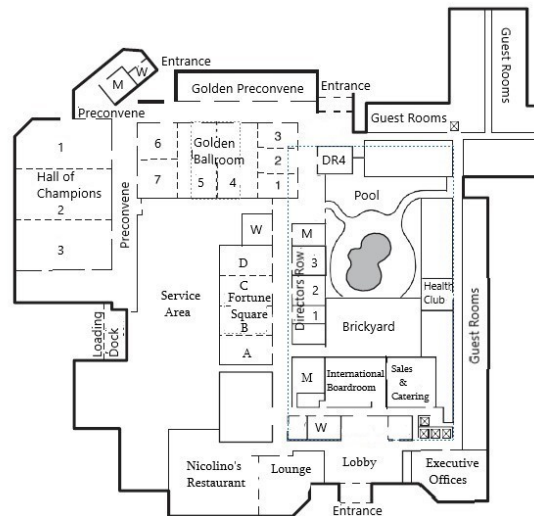 Guest Rooms
Entrance
W
M
Golden Preconvene
Entrance
Preconvene
Guest Rooms
Guest Rooms
1
6
Golden
Ballroom
3
2
DR4
Hall of
Champions
7
5
4
1
Pool
2
Preconvene
3
W
M
D
3
Directors Row
C
Fortune
Square
B
2
Health
Club
Service
Area
1
Brickyard
Loading
Dock
A
Guest Rooms
M
International
Boardroom
Sales
&
Catering
W
Nicolino's
Restaurant
Lounge
Lobby
Executive
Offices
Entrance